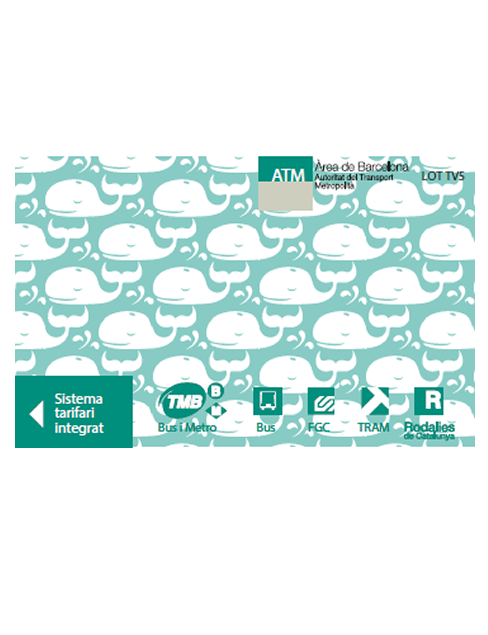 ATM
Àrea de Barcelona
Autoritat del Transport
Metropolità
LOT TV5
Sistema
tarifari
integrat
TMB
B
M
Bus i Metro
Bus
FGC
TRAM
R
Rodalies
de Catalunya